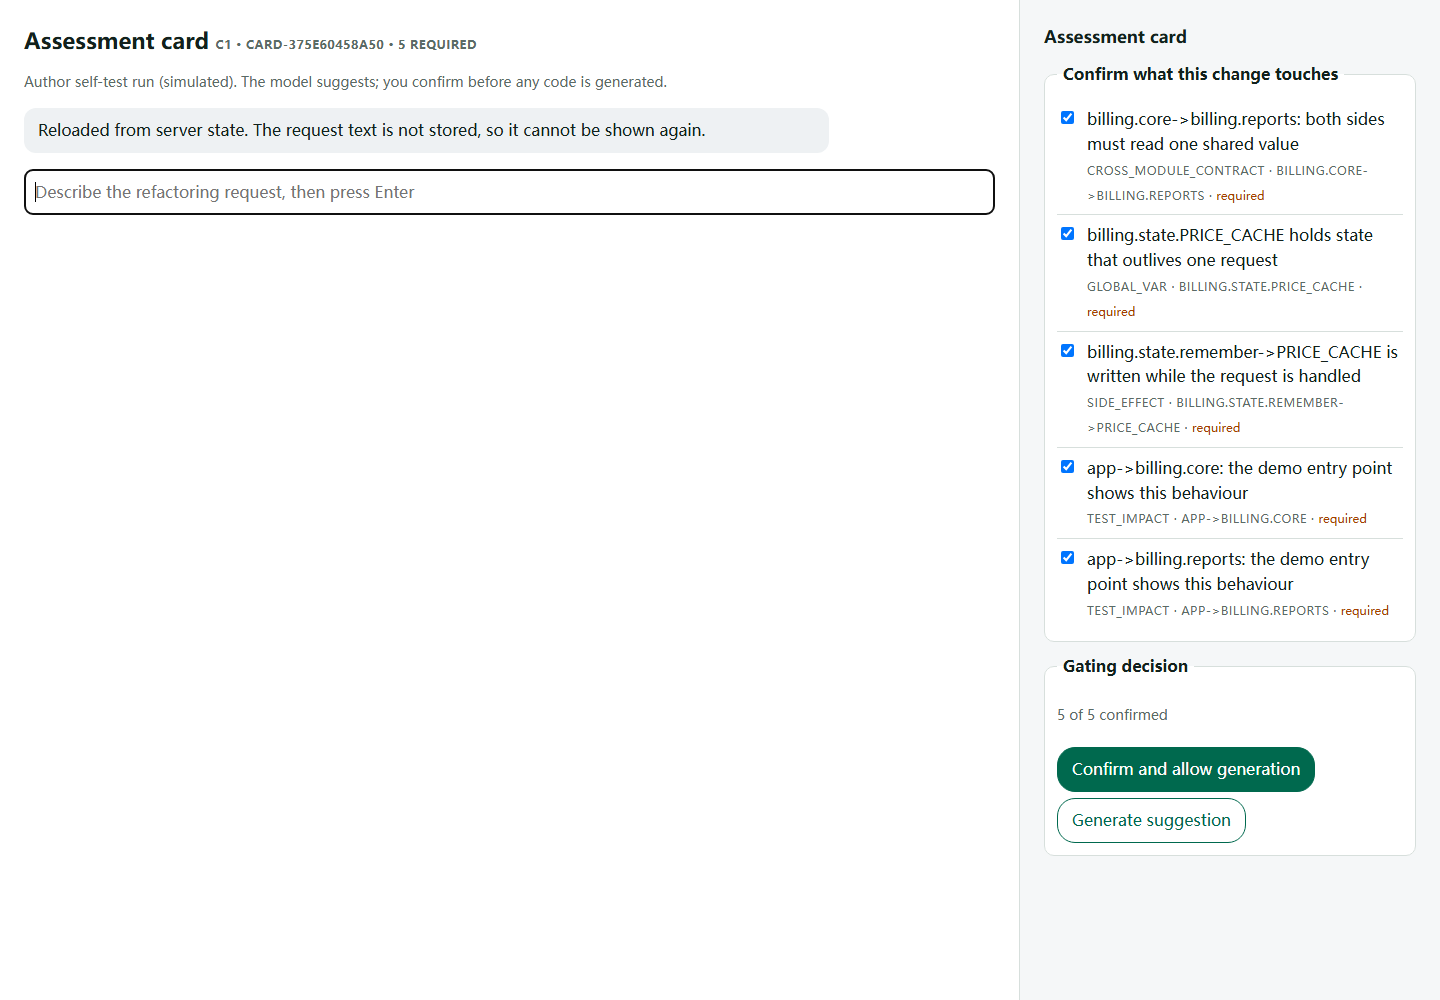 Assessment card C1 • CARD-375E60458A50 • 5 REQUIRED
Author self-test run (simulated). The model suggests; you confirm before any code is generated.
Reloaded from server state. The request text is not stored, so it cannot be shown again.
Describe the refactoring request, then press Enter
Assessment card
Confirm what this change touches
billing.core->billing.reports: both sides
must read one shared value
CROSS_MODULE_CONTRACT · BILLING.CORE-
>BILLING.REPORTS · required
billing.state.PRICE_CACHE holds state
that outlives one request
GLOBAL_VAR · BILLING.STATE.PRICE_CACHE ·
required
billing.state.remember->PRICE_CACHE is
written while the request is handled
SIDE_EFFECT · BILLING.STATE.REMEMBER-
>PRICE_CACHE · required
app->billing.core: the demo entry point
shows this behaviour
TEST_IMPACT · APP->BILLING.CORE · required
app->billing.reports: the demo entry
point shows this behaviour
TEST_IMPACT · APP->BILLING.REPORTS · required
Gating decision
5 of 5 confirmed
Confirm and allow generation
Generate suggestion